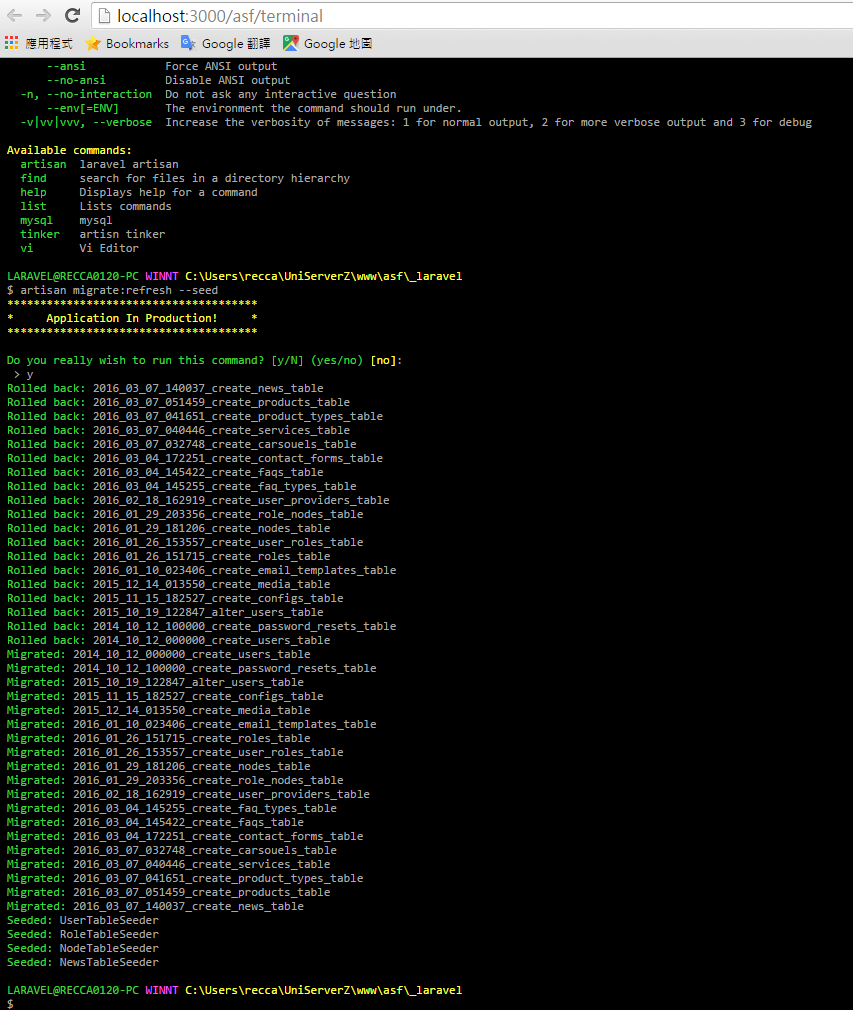 localhost:3000/asf/terminal
應用程式 Bookmarks Google 翻譯 Google 地圖
--ansi Force ANSI output
--no-ansi Disable ANSI output
-n, --no-interaction Do not ask any interactive question
--env[=ENV] The environment the command should run under.
-v|vv|vvv, --verbose Increase the verbosity of messages: 1 for normal output, 2 for more verbose output and 3 for debug
Available commands:
artisan laravel artisan
find search for files in a directory hierarchy
help Displays help for a command
list Lists commands
mysql mysql
tinker artisn tinker
vi Vi Editor
LARAVEL@RECCA0120-PC WINNT C:\Users\recca\UniServerZ\www\asf\_laravel
$ artisan migrate:refresh --seed
**************************************
* Application In Production! *
**************************************
Do you really wish to run this command? [y/N] (yes/no) [no]:
> y
Rolled back: 2016_03_07_140037_create_news_table
Rolled back: 2016_03_07_051459_create_products_table
Rolled back: 2016_03_07_041651_create_product_types_table
Rolled back: 2016_03_07_040446_create_services_table
Rolled back: 2016_03_07_032748_create_carsouels_table
Rolled back: 2016_03_04_172251_create_contact_forms_table
Rolled back: 2016_03_04_145422_create_faqs_table
Rolled back: 2016_03_04_145255_create_faq_types_table
Rolled back: 2016_02_18_162919_create_user_providers_table
Rolled back: 2016_01_29_203356_create_role_nodes_table
Rolled back: 2016_01_29_181206_create_nodes_table
Rolled back: 2016_01_26_153557_create_user_roles_table
Rolled back: 2016_01_26_151715_create_roles_table
Rolled back: 2016_01_10_023406_create_email_templates_table
Rolled back: 2015_12_14_013550_create_media_table
Rolled back: 2015_11_15_182527_create_configs_table
Rolled back: 2015_10_19_122847_alter_users_table
Rolled back: 2014_10_12_100000_create_password_resets_table
Rolled back: 2014_10_12_000000_create_users_table
Migrated: 2014_10_12_000000_create_users_table
Migrated: 2014_10_12_100000_create_password_resets_table
Migrated: 2015_10_19_122847_alter_users_table
Migrated: 2015_11_15_182527_create_configs_table
Migrated: 2015_12_14_013550_create_media_table
Migrated: 2016_01_10_023406_create_email_templates_table
Migrated: 2016_01_26_151715_create_roles_table
Migrated: 2016_01_26_153557_create_user_roles_table
Migrated: 2016_01_29_181206_create_nodes_table
Migrated: 2016_01_29_203356_create_role_nodes_table
Migrated: 2016_02_18_162919_create_user_providers_table
Migrated: 2016_03_04_145255_create_faq_types_table
Migrated: 2016_03_04_145422_create_faqs_table
Migrated: 2016_03_04_172251_create_contact_forms_table
Migrated: 2016_03_07_032748_create_carsouels_table
Migrated: 2016_03_07_040446_create_services_table
Migrated: 2016_03_07_041651_create_product_types_table
Migrated: 2016_03_07_051459_create_products_table
Migrated: 2016_03_07_140037_create_news_table
Seeded: UserTableSeeder
Seeded: RoleTableSeeder
Seeded: NodeTableSeeder
Seeded: NewsTableSeeder
LARAVEL@RECCA0120-PC WINNT C:\Users\recca\UniServerZ\www\asf\_laravel
$